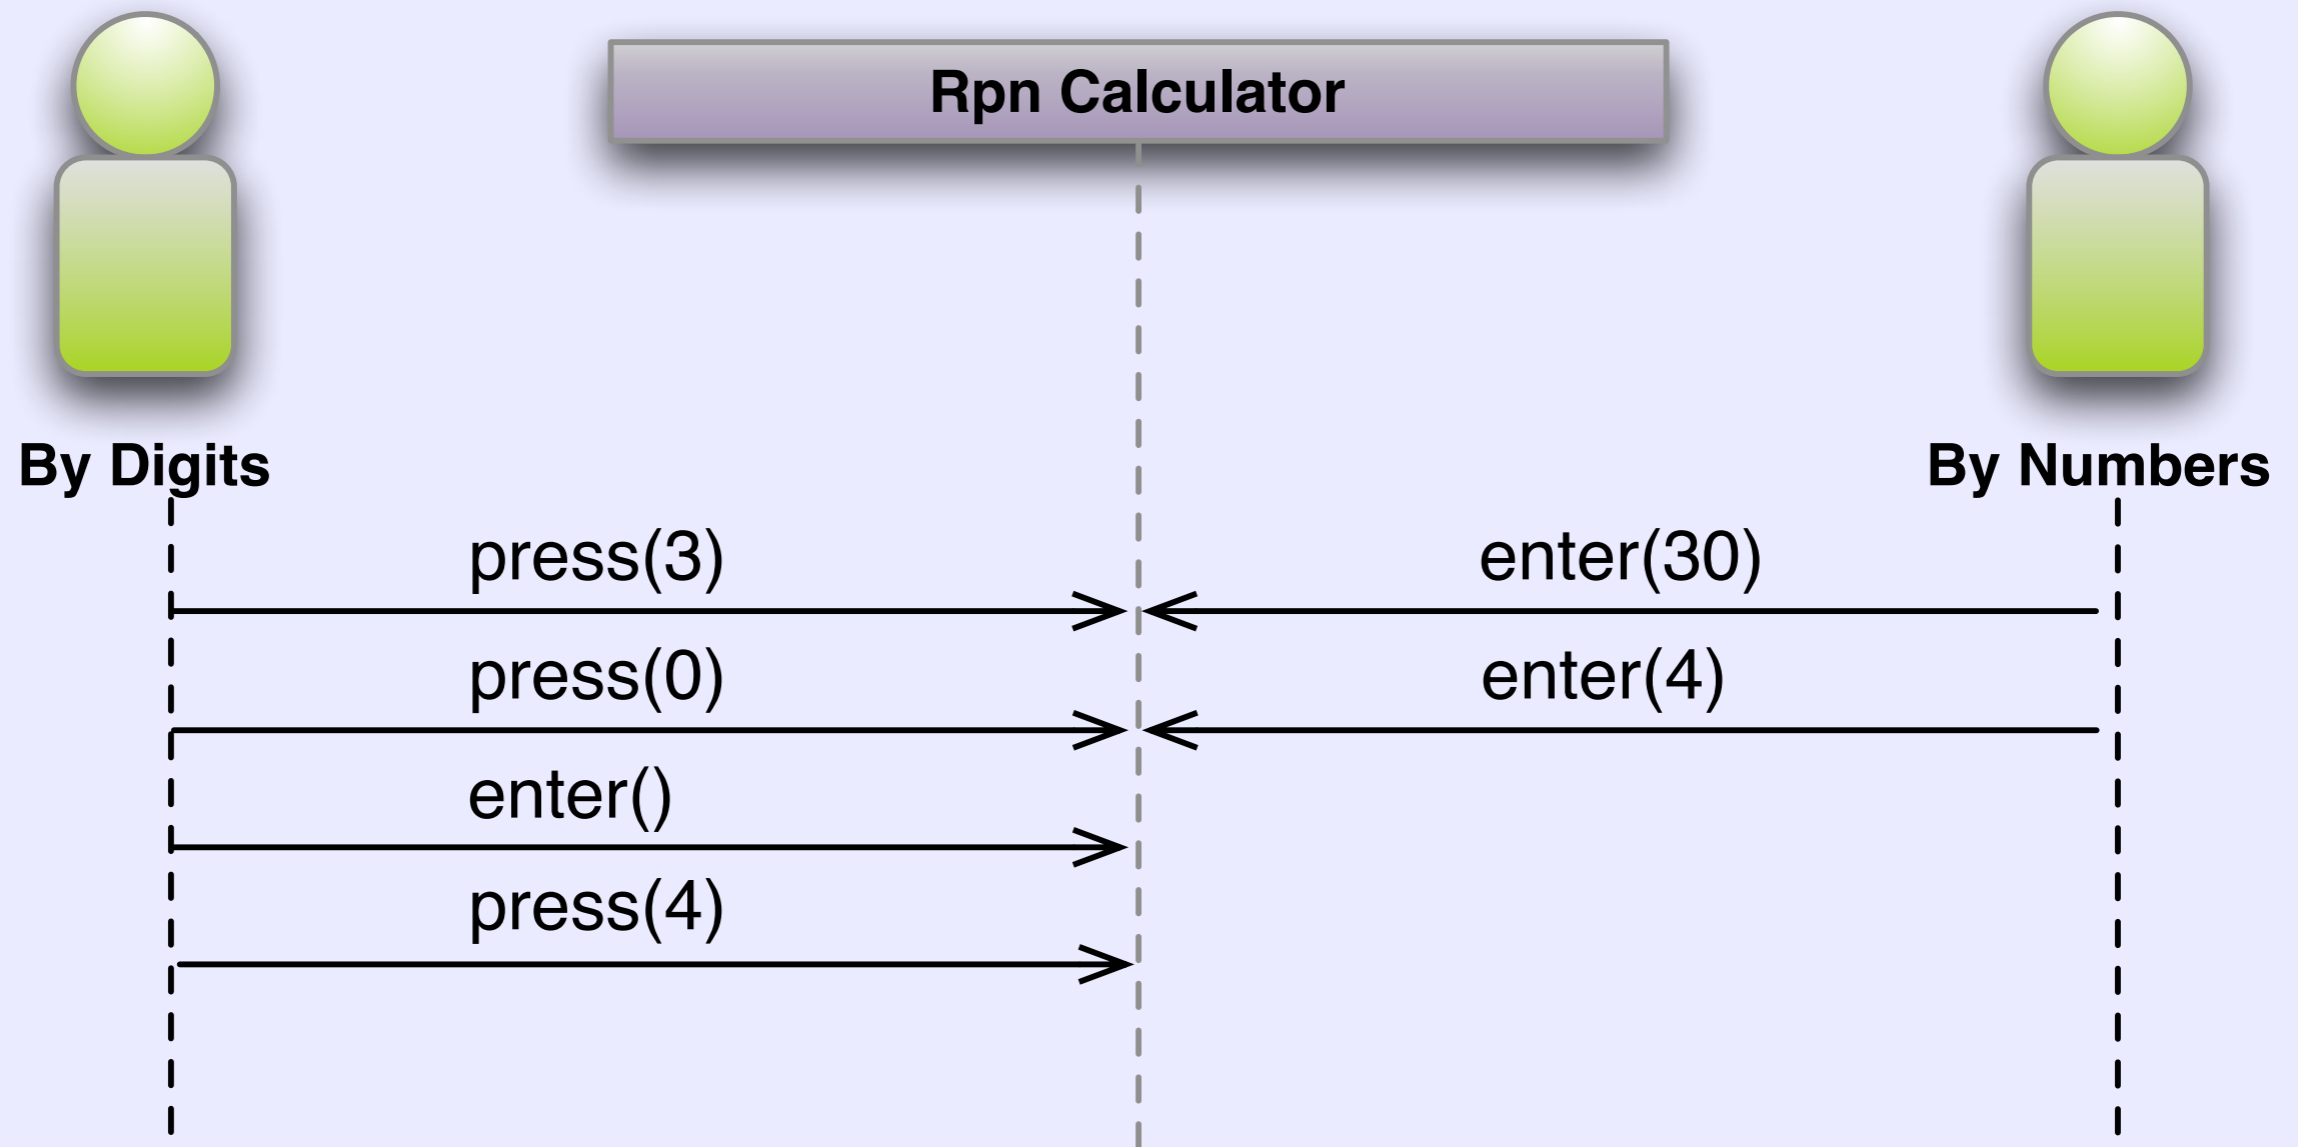 Rpn Calculator
By Digits
By Numbers
press(3)
enter(30)
press(0)
enter(4)
enter()
press(4)